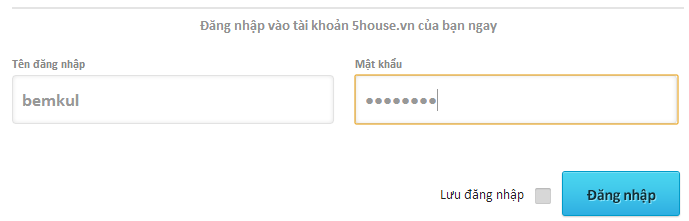 Đăng nhập vào tài khoản 5house.vn của bạn ngay
Tên đăng nhập Mật khẩu
bemkul ••••••••
Lưu đăng nhập Đăng nhập